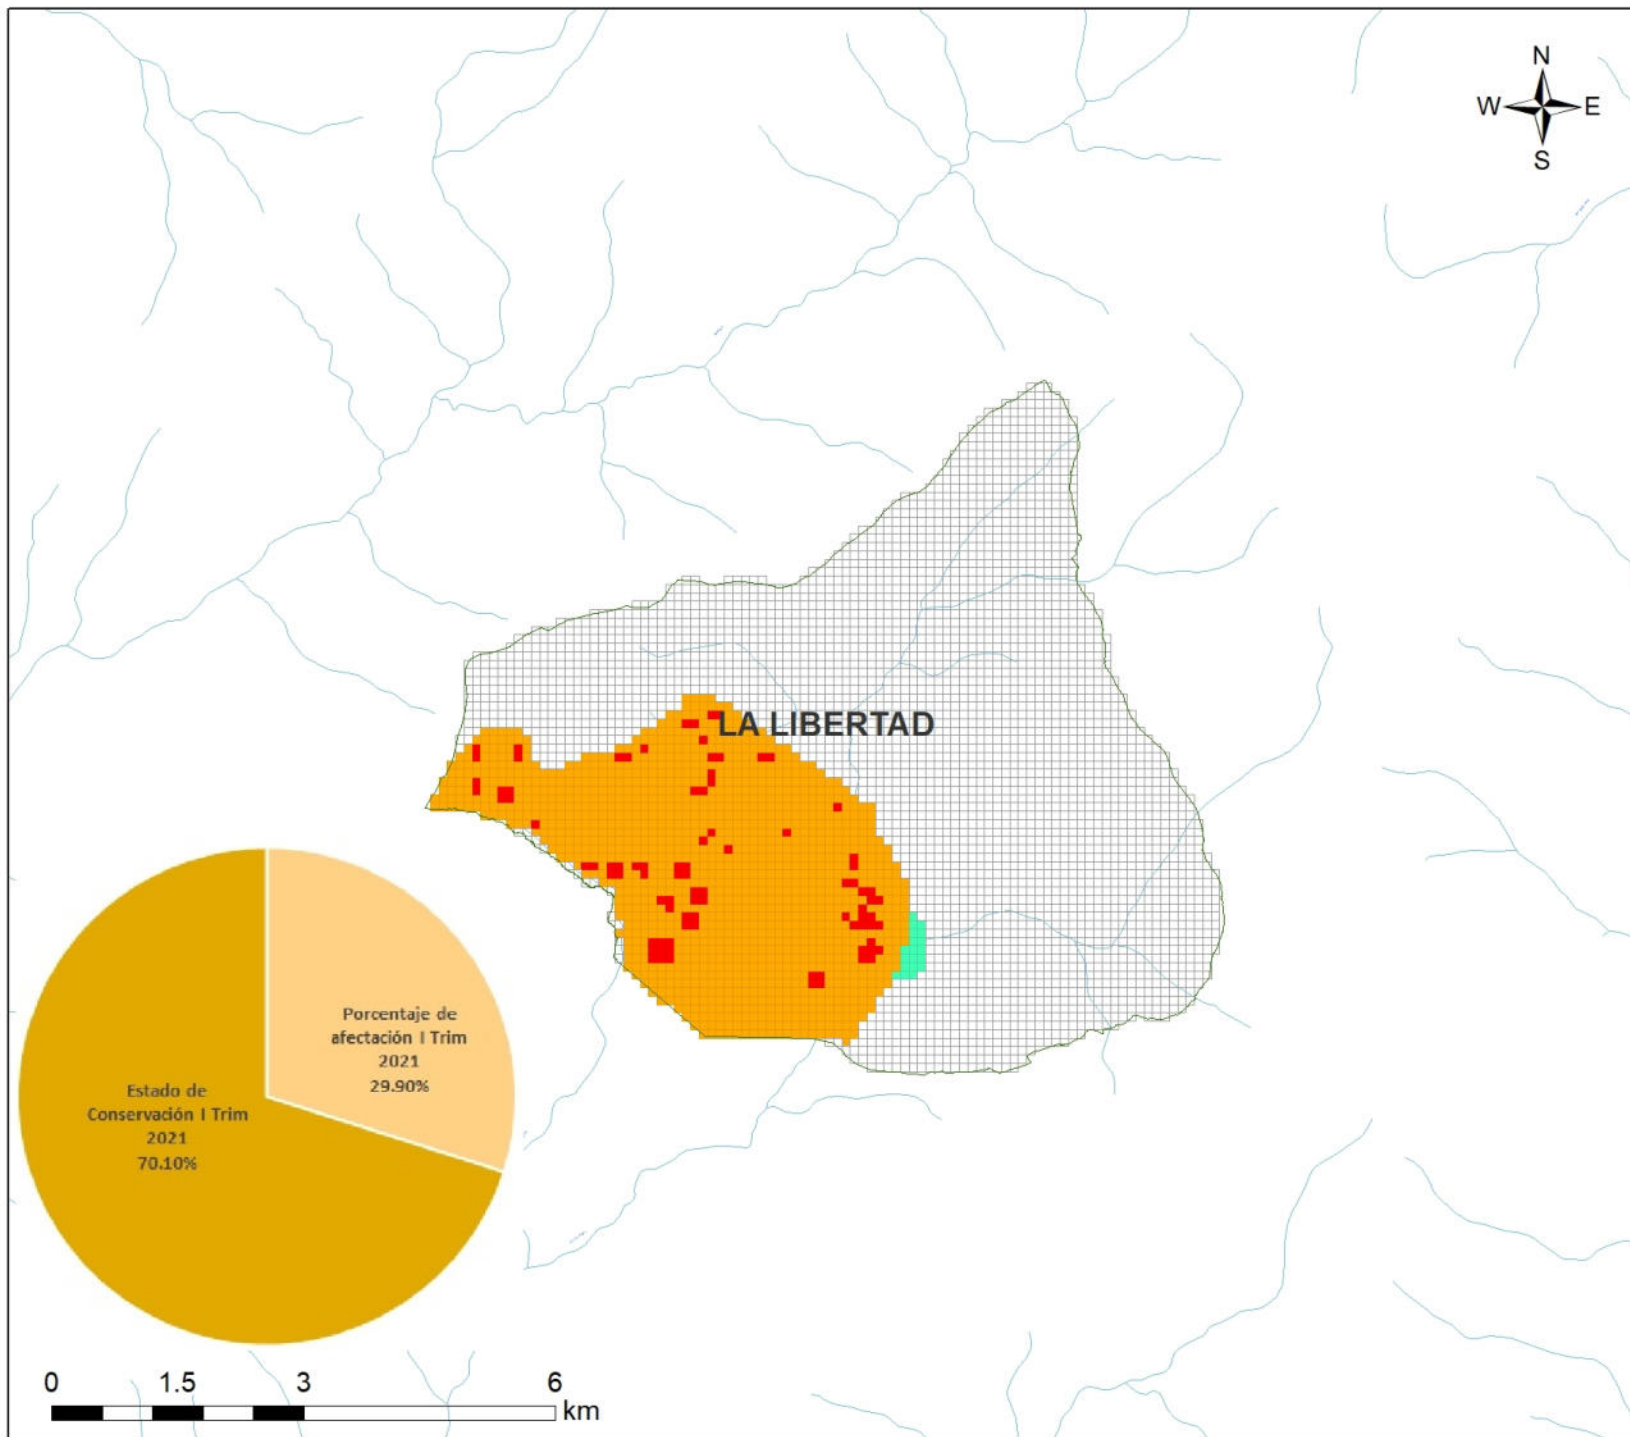 N
W E
S
LA LIBERTAD
Porcentaje de
afectación I Trim
2021
29.90%
Estado de
Conservación I Trim
2021
70.10%
0 1.5 3 6
km